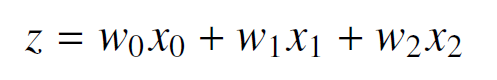 z = w₀x₀ + w₁x₁ + w₂x₂